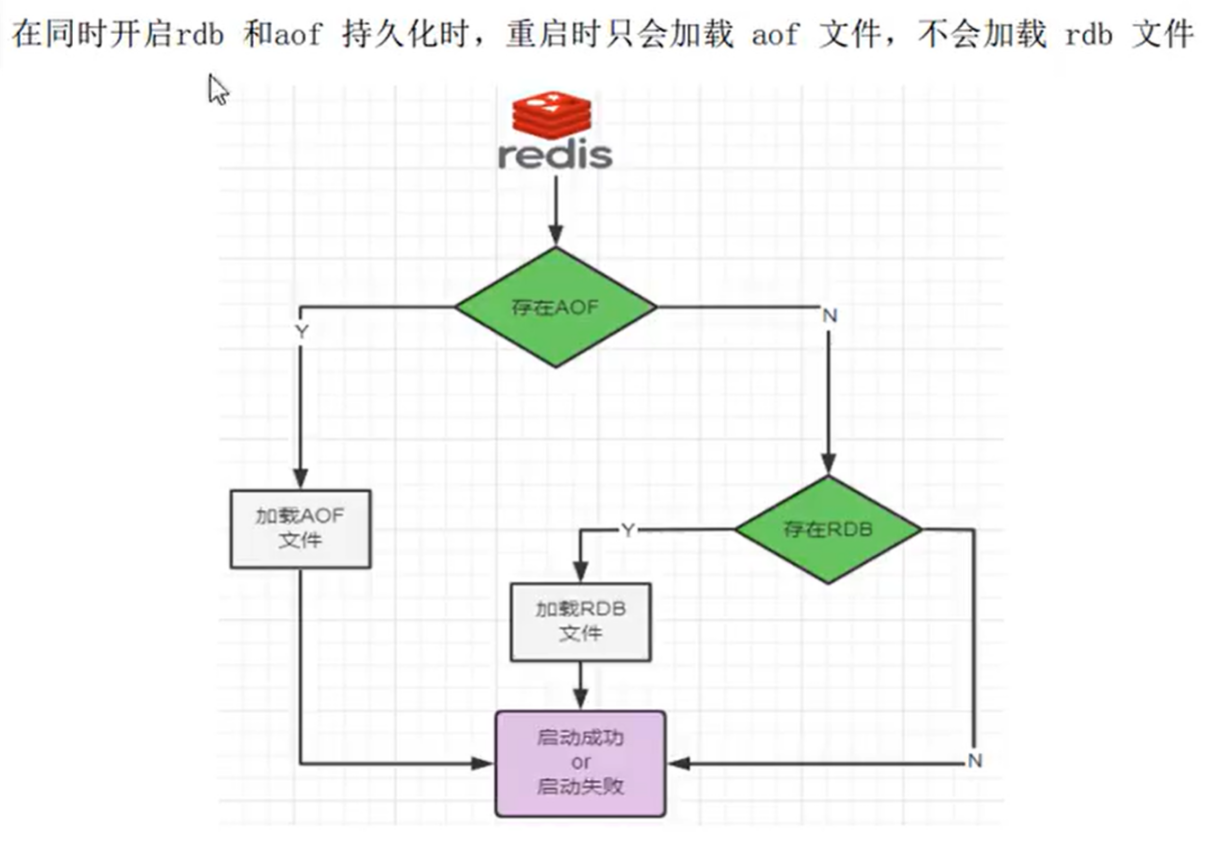 在同时开启rdb 和aof 持久化时，重启时只会加载 aof 文件，不会加载 rdb 文件
redis
存在AOF
Y
N
加载AOF
文件
存在RDB
Y
加载RDB
文件
启动成功
or
启动失败
N